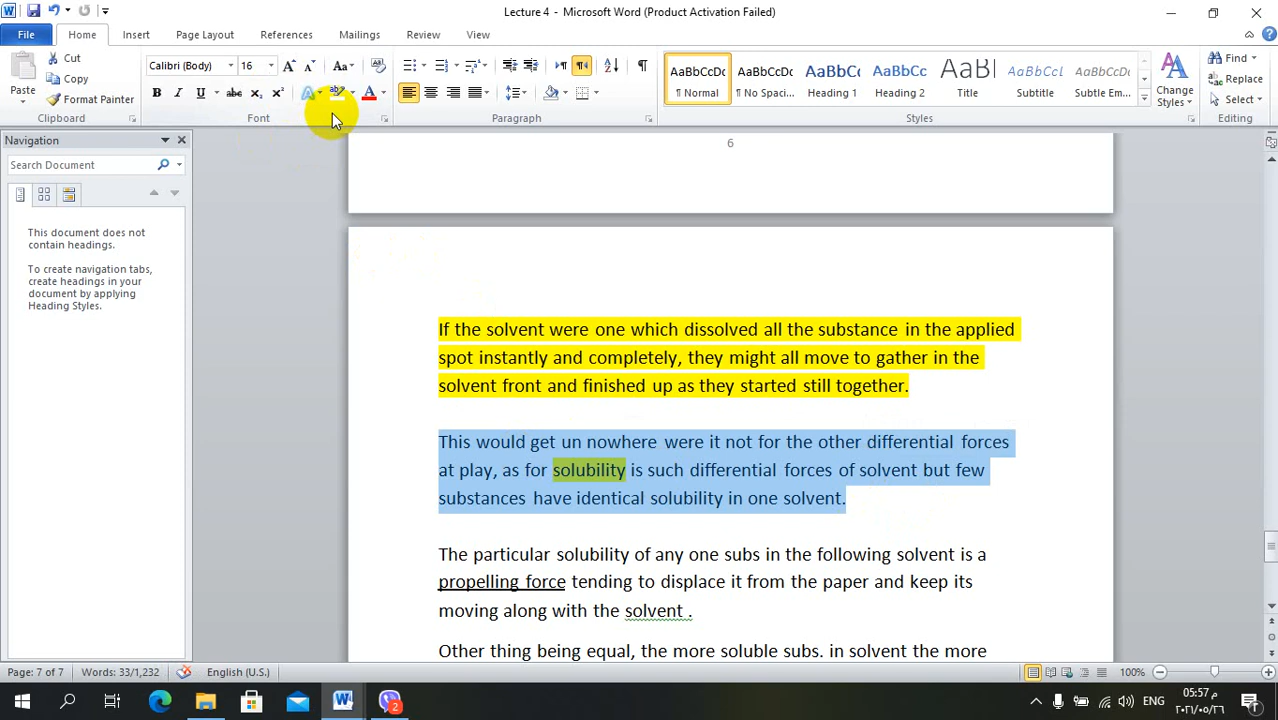 Lecture 4 - Microsoft Word (Product Activation Failed)
File Home Insert Page Layout References Mailings Review View
Paste Cut Copy Format Painter
Calibri (Body) 16
AaBbCcDc AaBbCcDc AaBbC AaBbCc AaB AaBbCcI AaBbCcDc
¶ Normal ¶ No Spac... Heading 1 Heading 2 Title Subtitle Subtle Em...
Change Styles
Find Replace Select
Clipboard Font Paragraph Styles Editing
Navigation
Search Document
This document does not
contain headings.
To create navigation tabs,
create headings in your
document by applying
Heading Styles.
6
If the solvent were one which dissolved all the substance in the applied
spot instantly and completely, they might all move to gather in the
solvent front and finished up as they started still together.
This would get un nowhere were it not for the other differential forces
at play, as for solubility is such differential forces of solvent but few
substances have identical solubility in one solvent.
The particular solubility of any one subs in the following solvent is a
propelling force tending to displace it from the paper and keep its
moving along with the solvent .
Other thing being equal, the more soluble subs. in solvent the more
Page: 7 of 7 Words: 33/1,232 English (U.S.) 100%
2 ENG م 05:57
٢٠٢١/٠٥/٢٦ 1